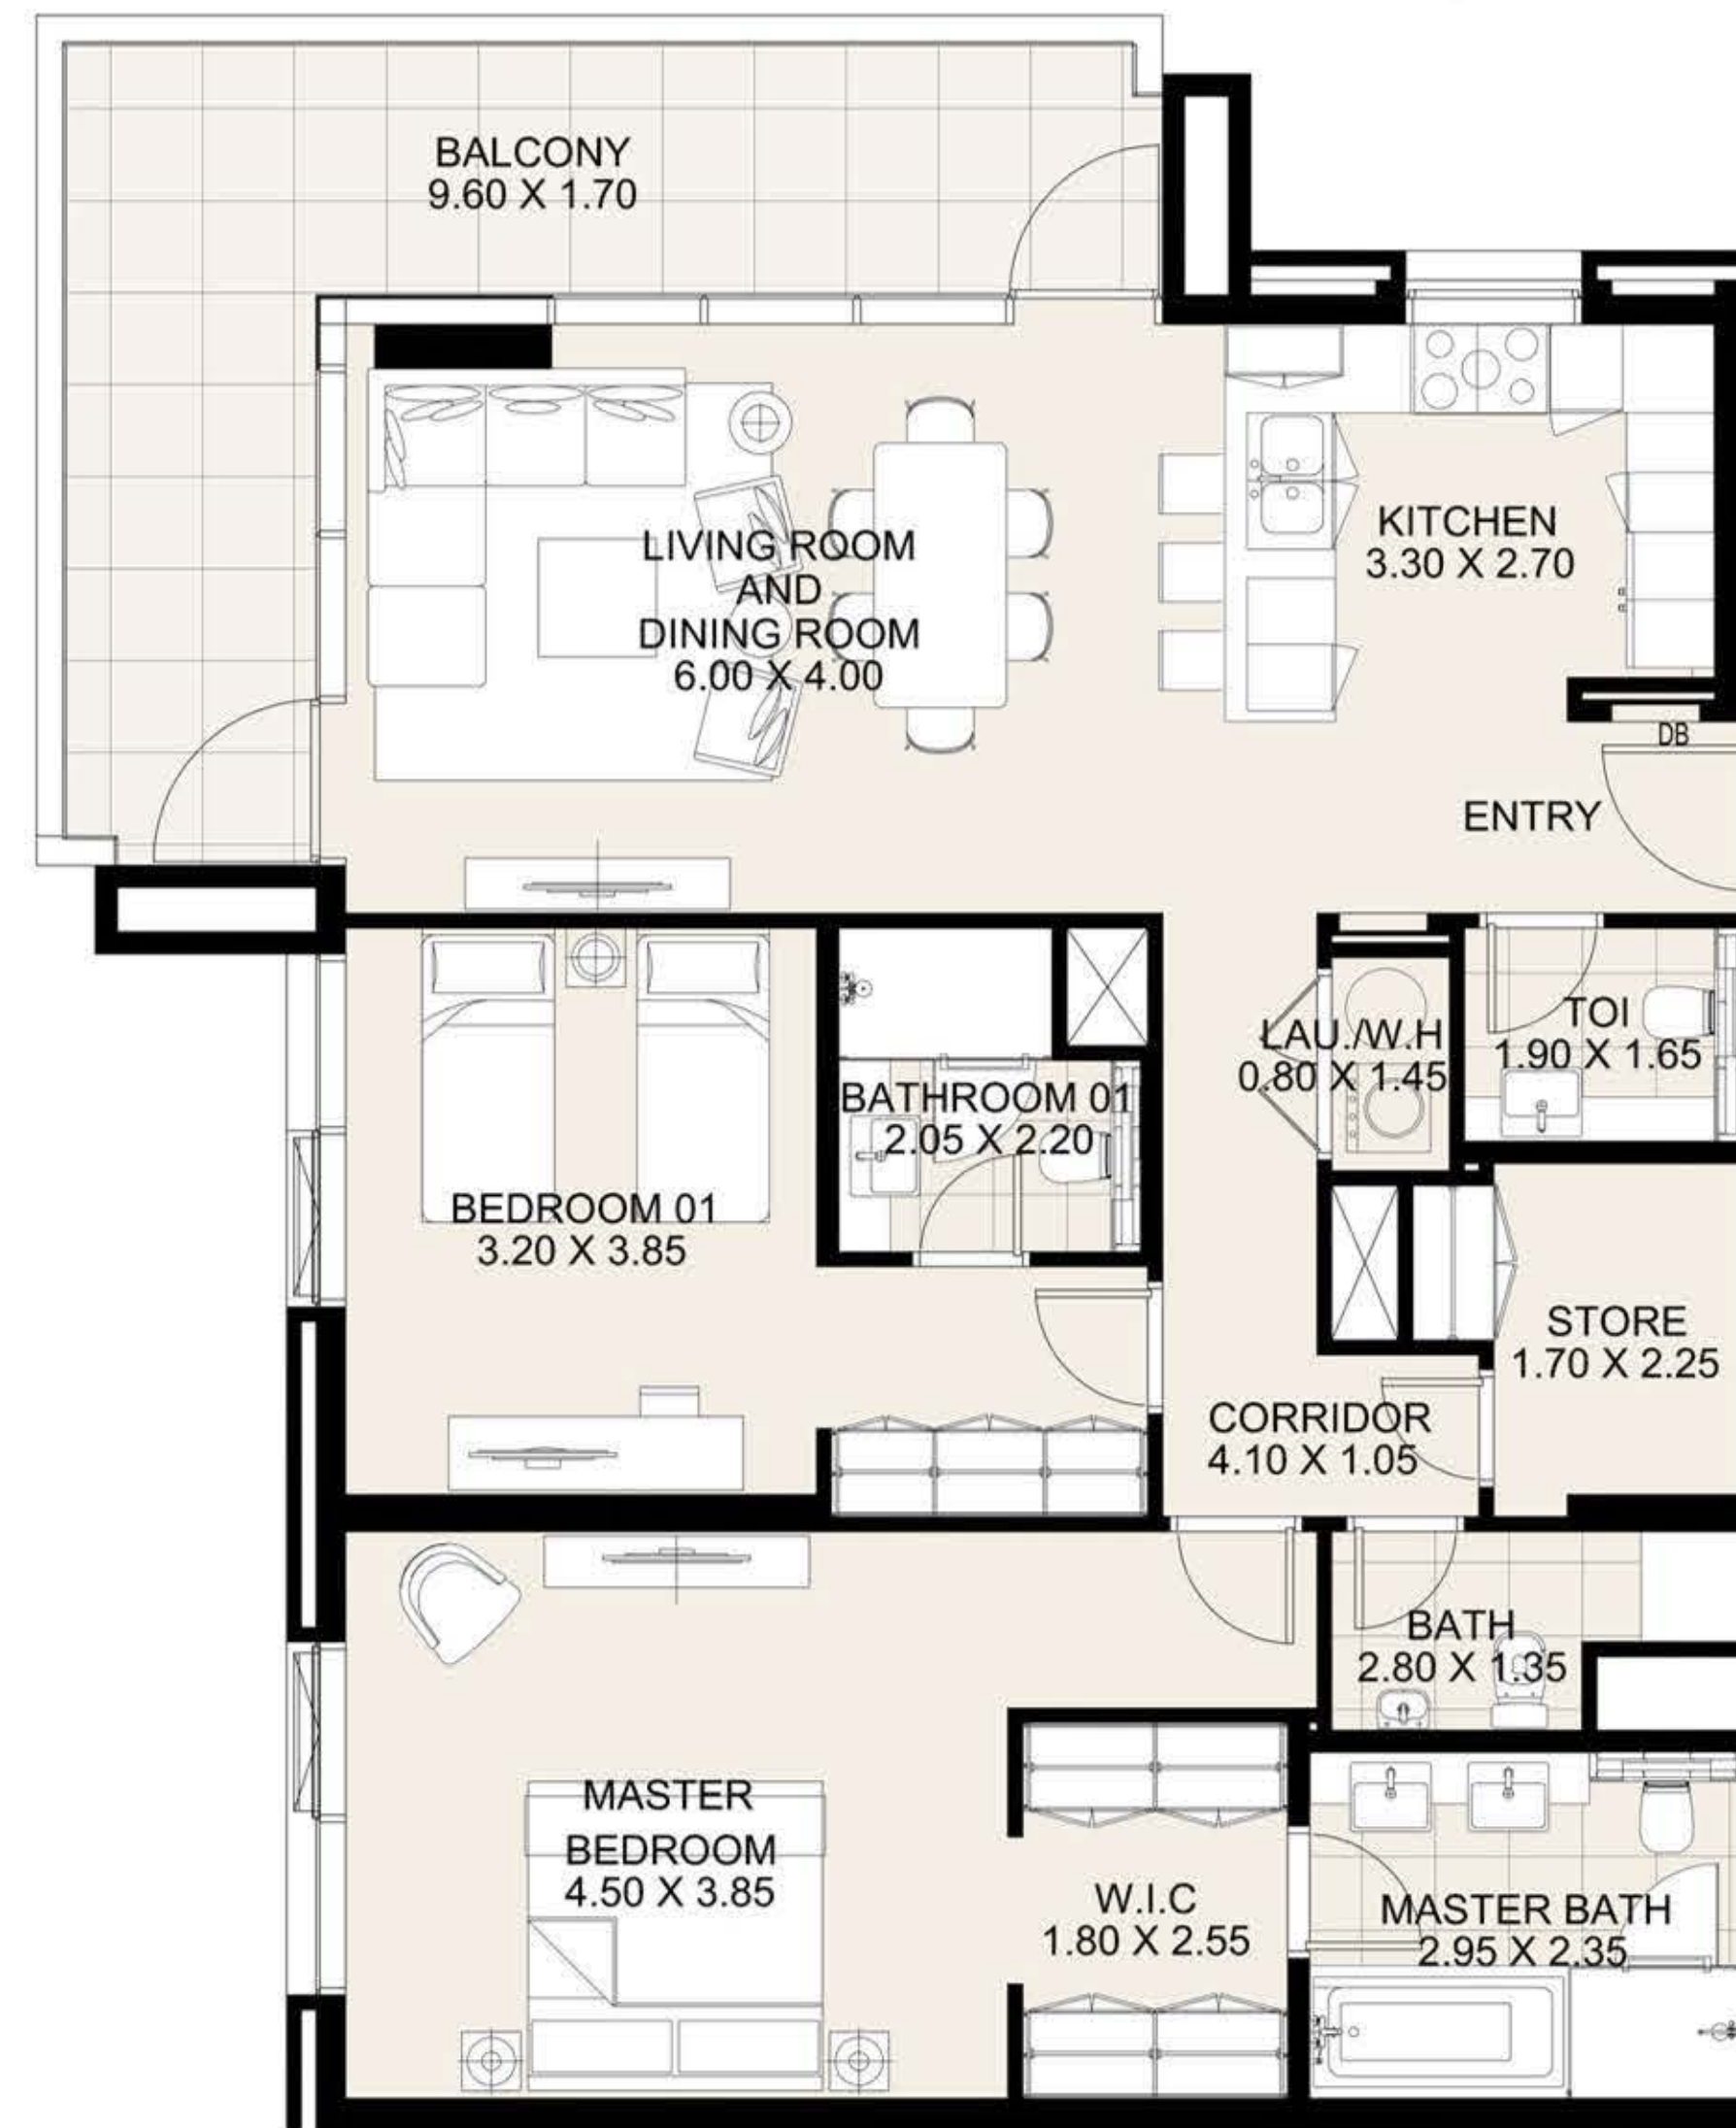 BALCONY
9.60 X 1.70
LIVING ROOM
AND
DINING ROOM
6.00 X 4.00
KITCHEN
3.30 X 2.70
DB
ENTRY
LAU./W.H
0.80 X 1.45
TOI
1.90 X 1.65
BATHROOM 01
2.05 X 2.20
BEDROOM 01
3.20 X 3.85
STORE
1.70 X 2.25
CORRIDOR
4.10 X 1.05
BATH
2.80 X 1.35
MASTER
BEDROOM
4.50 X 3.85
W.I.C
1.80 X 2.55
MASTER BATH
2.95 X 2.35